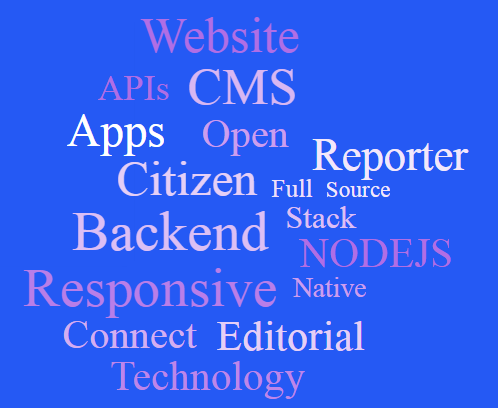 Website
APIs CMS
Apps Open
Reporter
Citizen Full Source
Backend Stack
NODEJS
Responsive Native
Connect Editorial
Technology